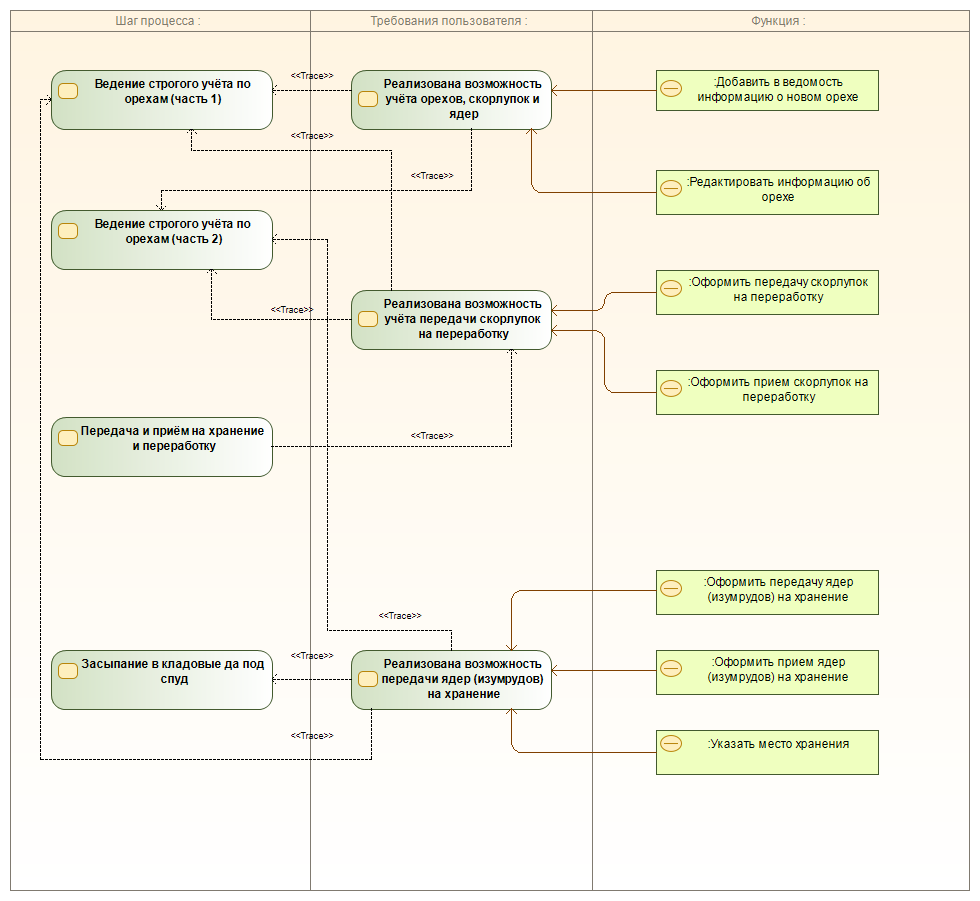 Шаг процесса :
Требования пользователя :
Функция :
Ведение строгого учёта по
орехам (часть 1)
<<Trace>>
Реализована возможность
учёта орехов, скорлупок и
ядер
:Добавить в ведомость
информацию о новом орехе
<<Trace>>
<<Trace>>
:Редактировать информацию об
орехе
Ведение строгого учёта по
орехам (часть 2)
<<Trace>>
Реализована возможность
учёта передачи скорлупок
на переработку
:Оформить передачу скорлупок
на переработку
:Оформить прием скорлупок на
переработку
Передача и приём на хранение
и переработку
<<Trace>>
:Оформить передачу ядер
(изумрудов) на хранение
<<Trace>>
Засыпание в кладовые да под
спуд
<<Trace>>
Реализована возможность
передачи ядер (изумрудов)
на хранение
:Оформить прием ядер
(изумрудов) на хранение
<<Trace>>
:Указать место хранения